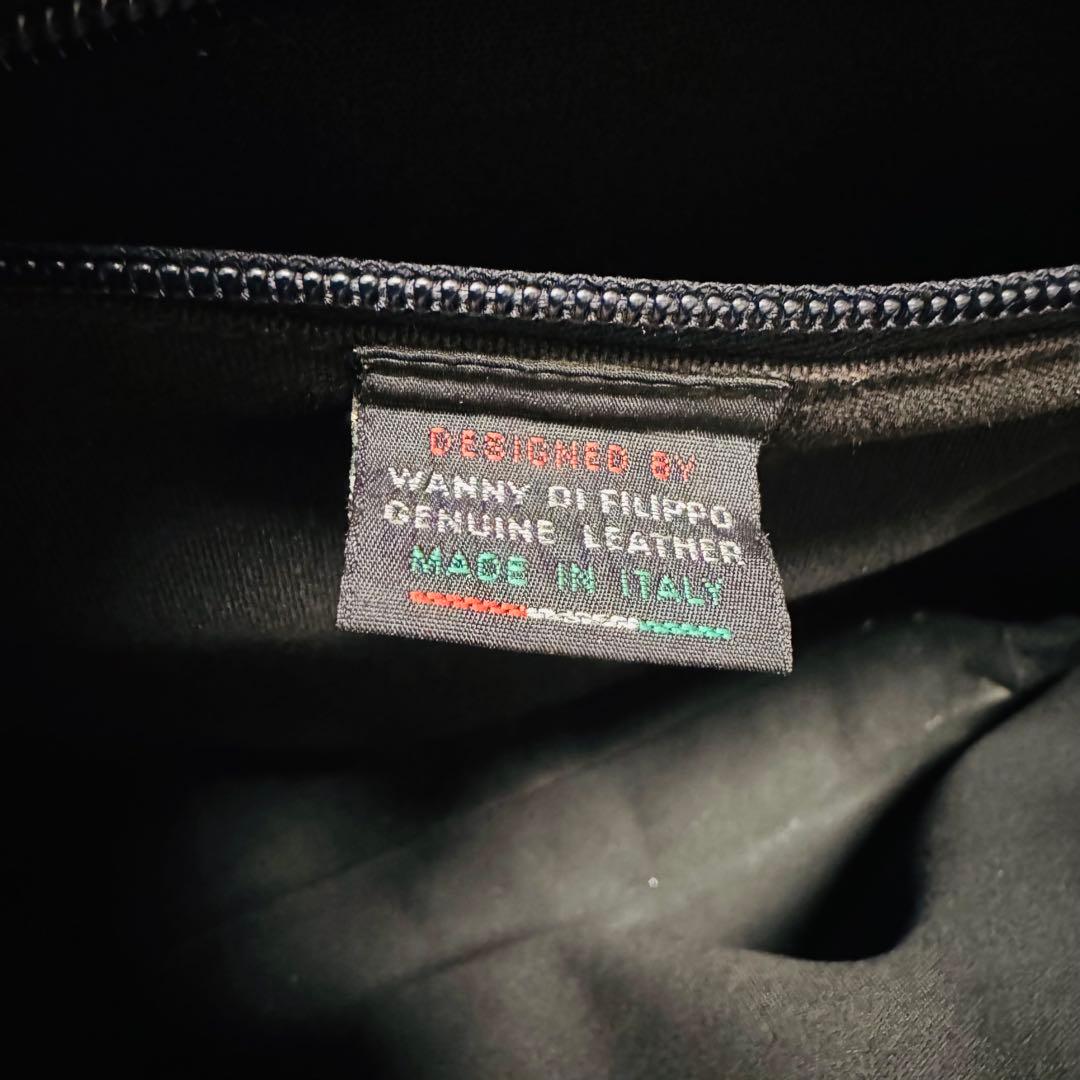 DESIGNED BY
WANNY DI FILIPPO
GENUINE LEATHER
MADE IN ITALY